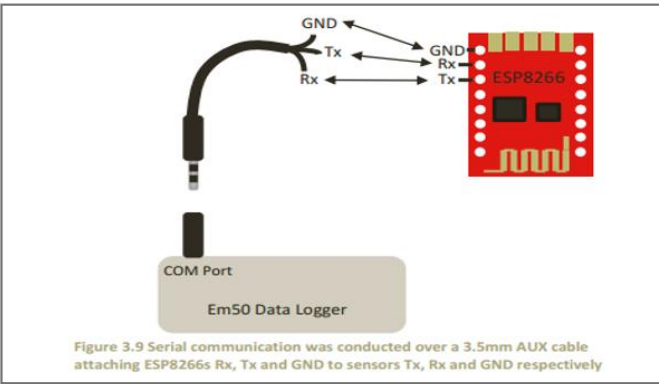 GND
Tx
Rx
GND
Rx
Tx
ESP8266
COM Port
Em50 Data Logger
Figure 3.9 Serial communication was conducted over a 3.5mm AUX cable
attaching ESP8266s Rx, Tx and GND to sensors Tx, Rx and GND respectively